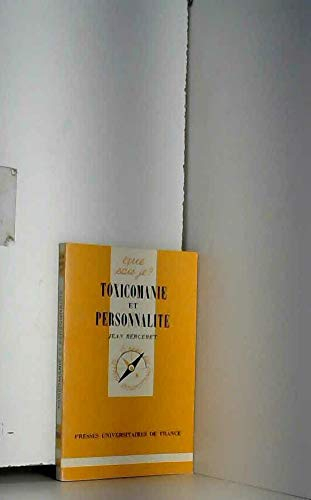 que
sais-je?
TOXICOMANIE
ET
PERSONNALITÉ
JEAN BERGERET
PRESSES UNIVERSITAIRES DE FRANCE